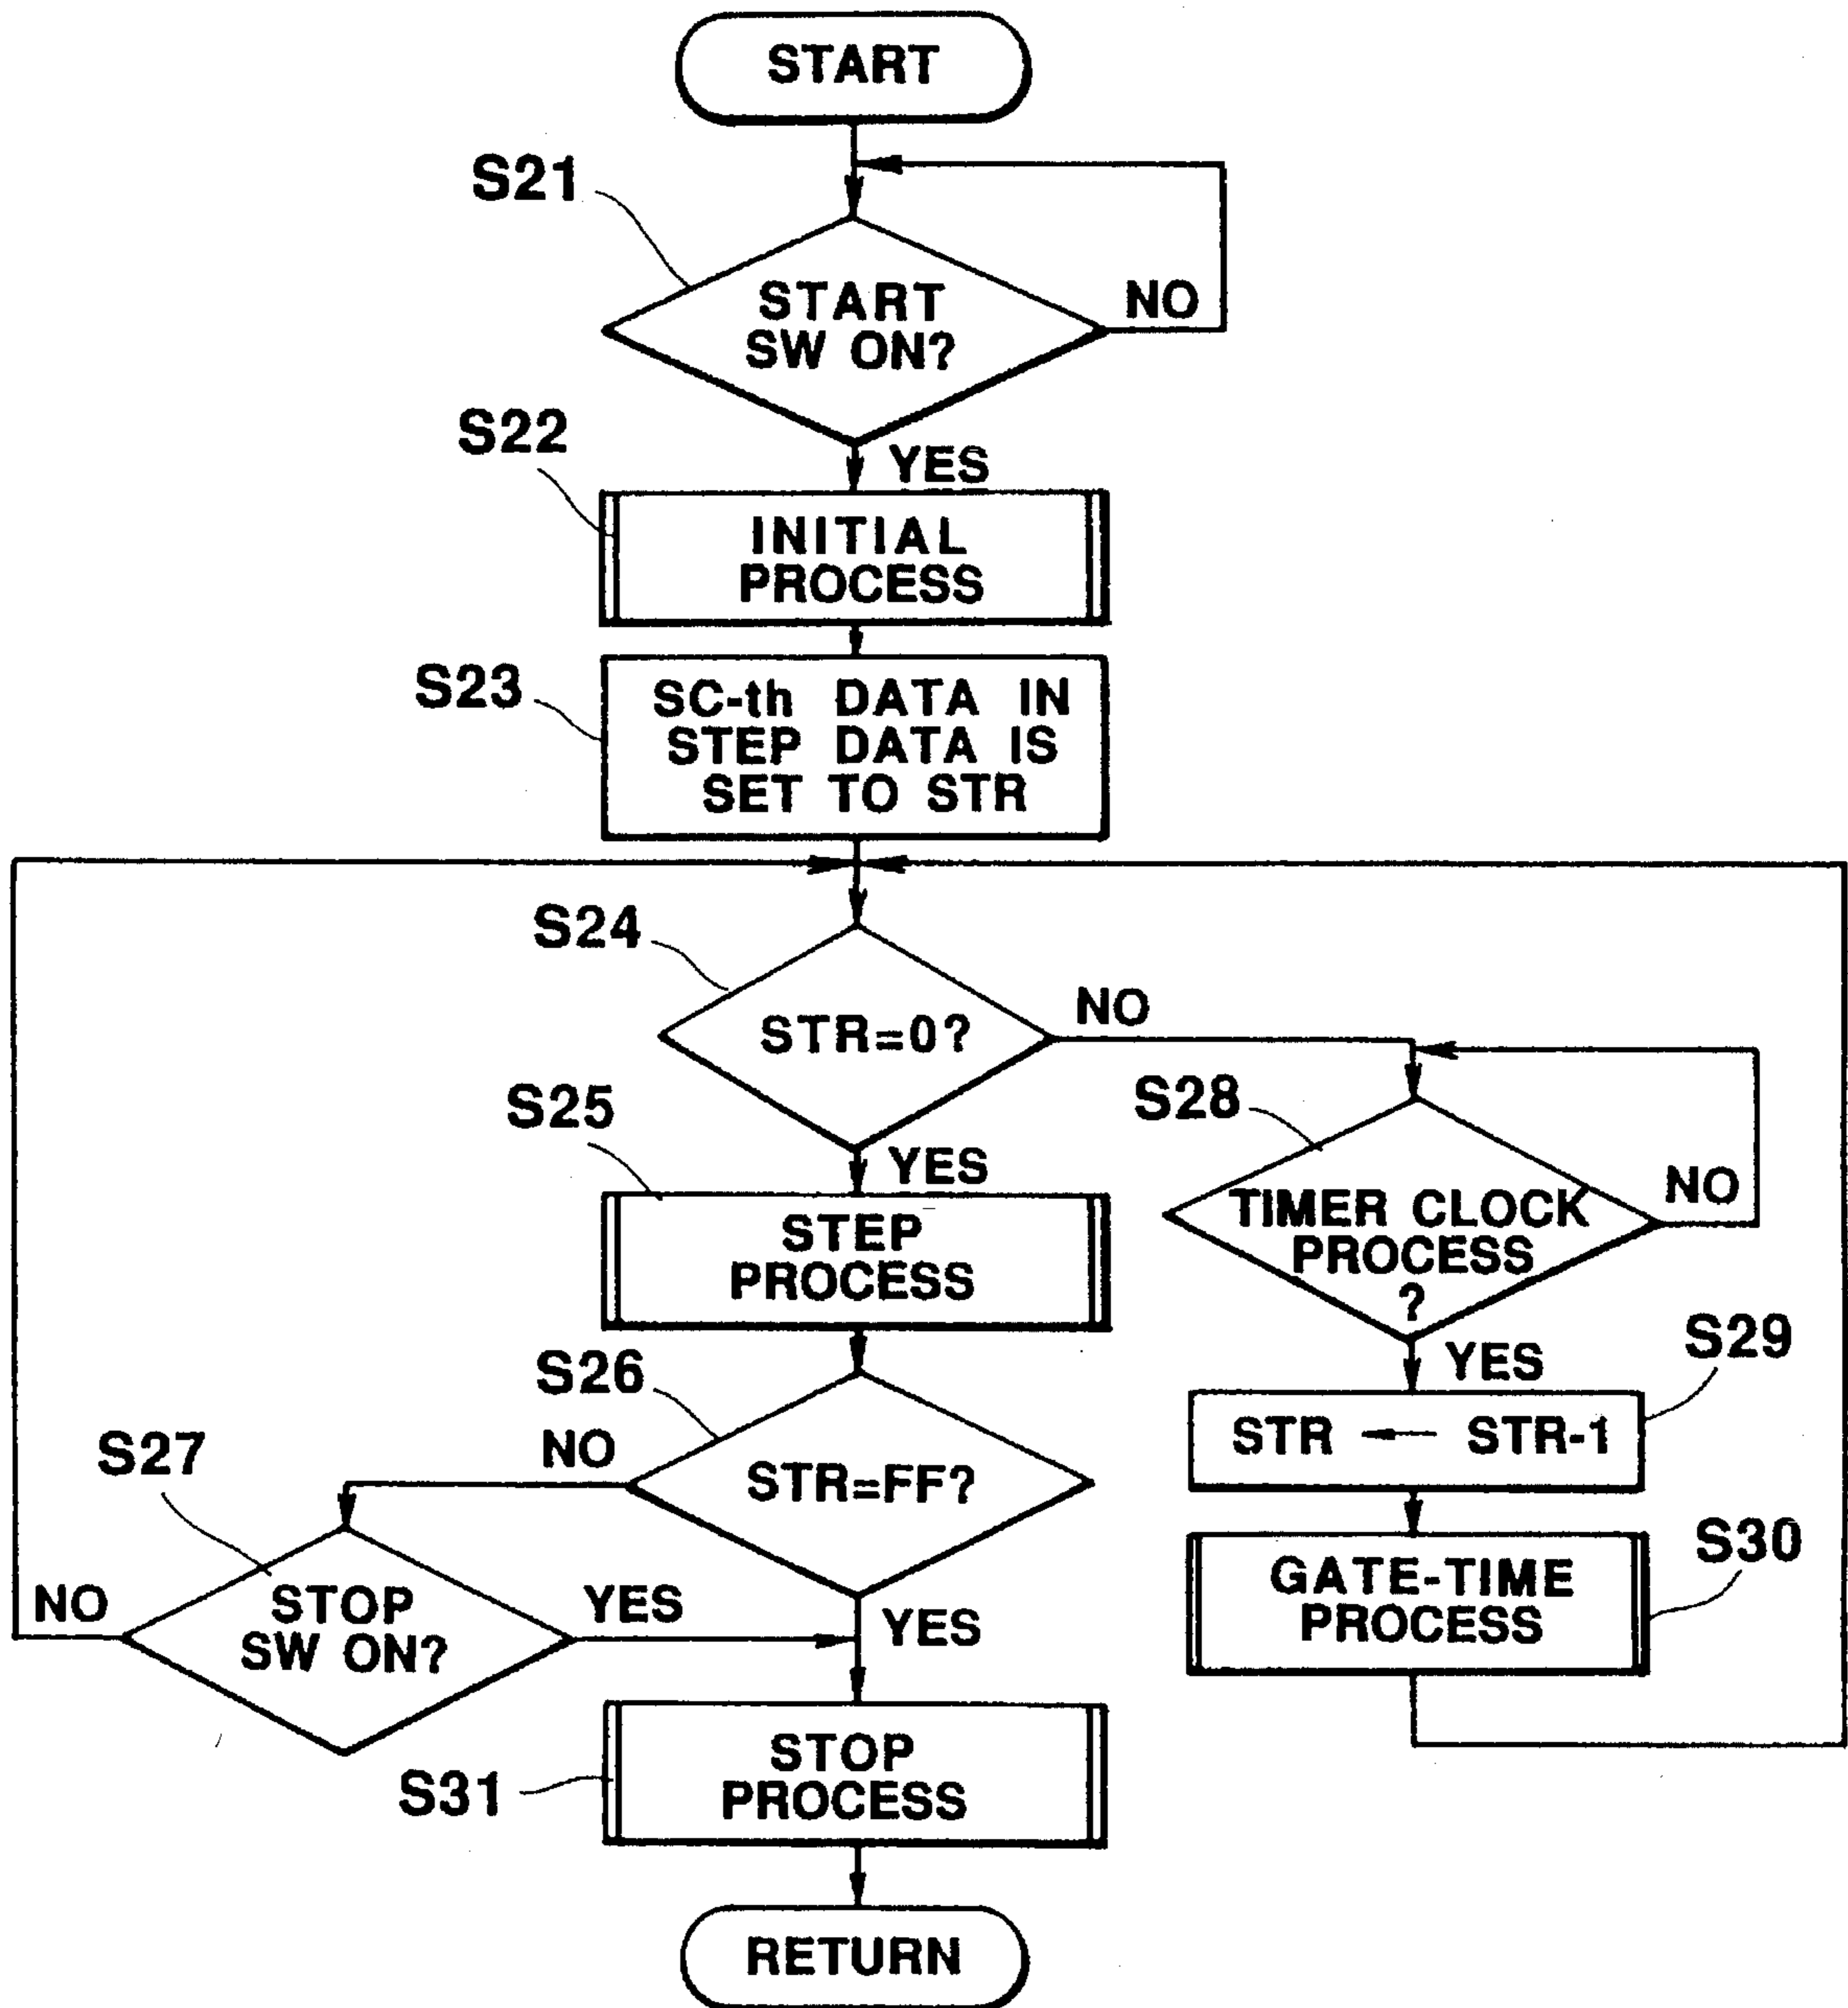 START
S21
START
SW ON?
NO
S22
YES
INITIAL
PROCESS
S23
SC-th DATA IN
STEP DATA IS
SET TO STR
S24
STR=0?
NO
S25
YES
STEP
PROCESS
S28
TIMER CLOCK
PROCESS
?
NO
YES
S29
STR ← STR-1
S26
NO
STR=FF?
YES
S27
STOP
SW ON?
NO
YES
S30
GATE-TIME
PROCESS
S31
STOP
PROCESS
RETURN